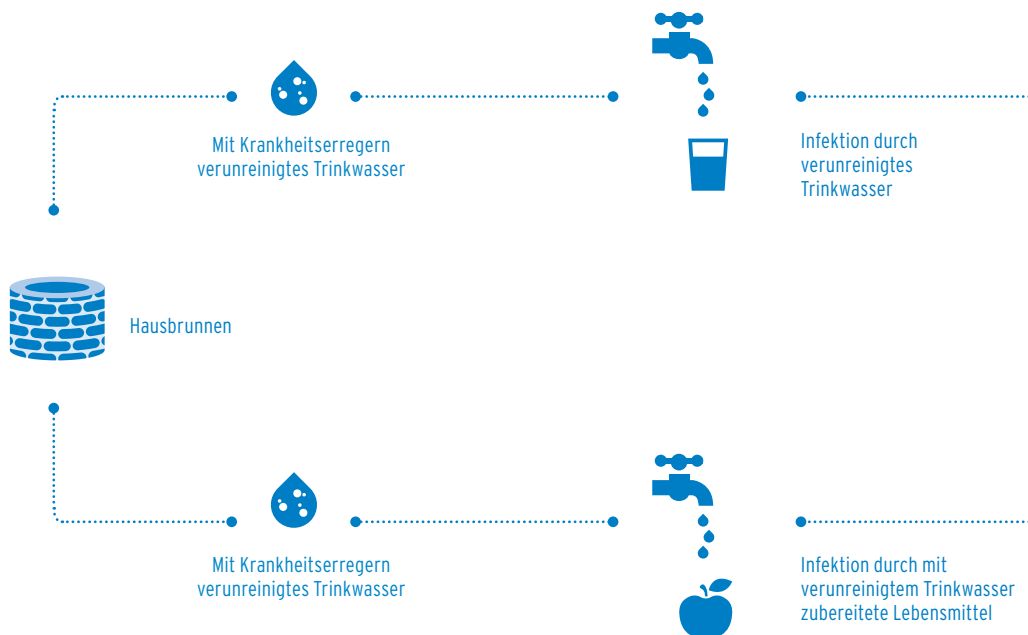 Mit Krankheitserregern
verunreinigtes Trinkwasser
Infektion durch
verunreinigtes
Trinkwasser
Hausbrunnen
Mit Krankheitserregern
verunreinigtes Trinkwasser
Infektion durch mit
verunreinigtem Trinkwasser
zubereitete Lebensmittel